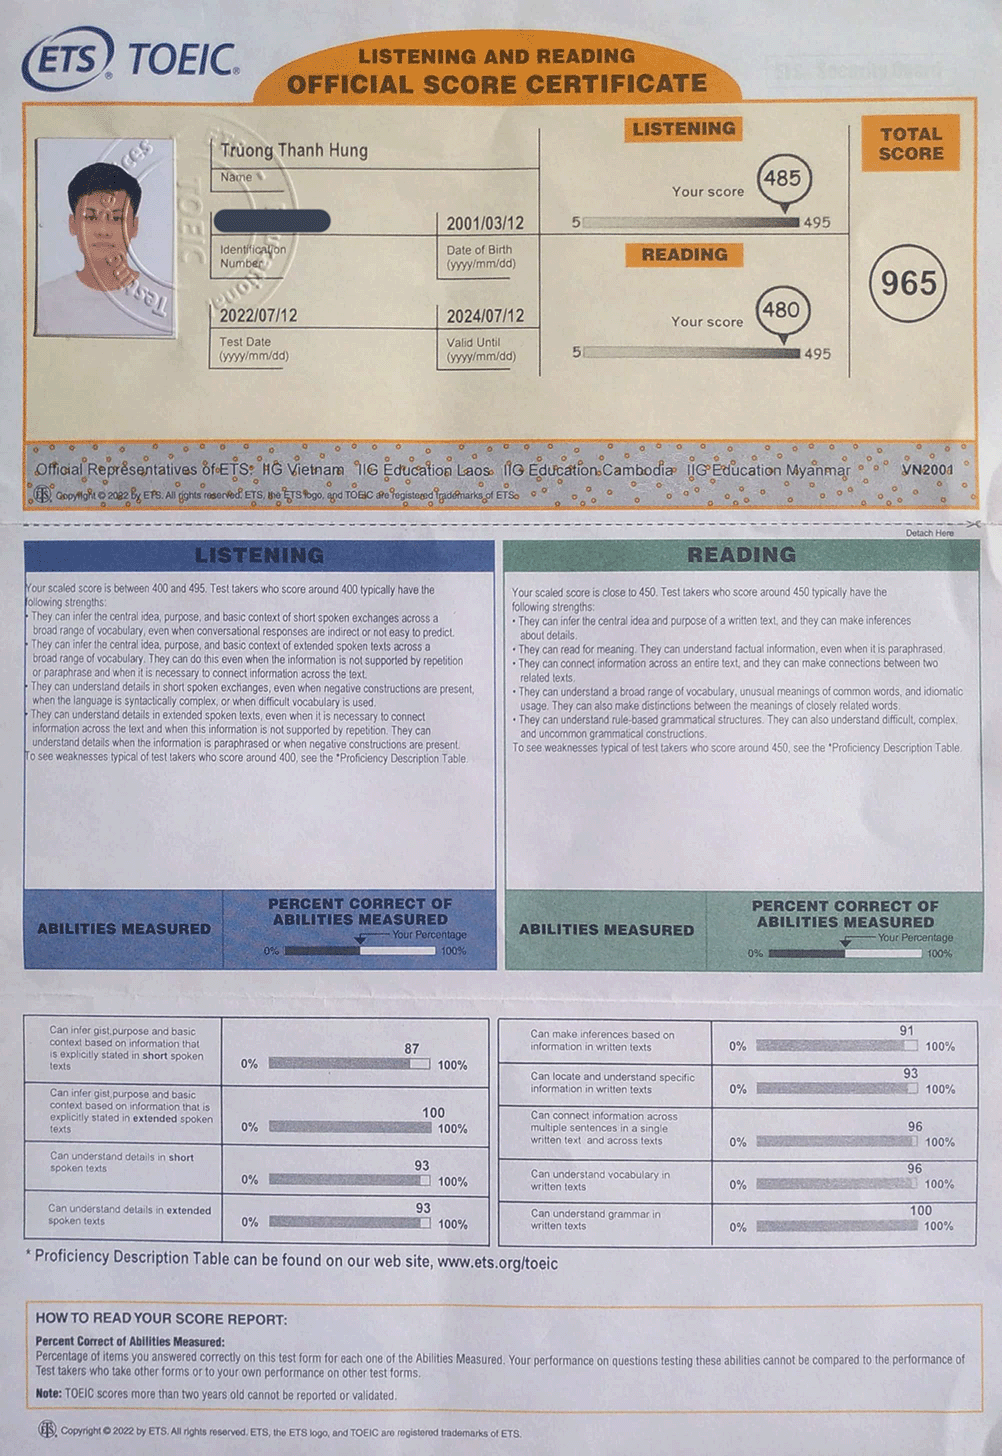 ETS® TOEIC®
LISTENING AND READING
OFFICIAL SCORE CERTIFICATE
Truong Thanh Hung
Name
2001/03/12
Identification
Number
Date of Birth
(yyyy/mm/dd)
2022/07/12
2024/07/12
Test Date
(yyyy/mm/dd)
Valid Until
(yyyy/mm/dd)
LISTENING
Your score
485
5
495
READING
Your score
480
5
495
TOTAL
SCORE
965
Official Representatives of ETS: IIG Vietnam IIG Education Laos IIG Education Cambodia IIG Education Myanmar VN2001
Copyright © 2022 by ETS. All rights reserved. ETS, the ETS logo, and TOEIC are registered trademarks of ETS.
Detach Here
LISTENING
Your scaled score is between 400 and 495. Test takers who score around 400 typically have the
following strengths:
• They can infer the central idea, purpose, and basic context of short spoken exchanges across a
broad range of vocabulary, even when conversational responses are indirect or not easy to predict.
• They can infer the central idea, purpose, and basic context of extended spoken texts across a
broad range of vocabulary. They can do this even when the information is not supported by repetition
or paraphrase and when it is necessary to connect information across the text.
• They can understand details in short spoken exchanges, even when negative constructions are present,
when the language is syntactically complex, or when difficult vocabulary is used.
• They can understand details in extended spoken texts, even when it is necessary to connect
information across the text and when this information is not supported by repetition. They can
understand details when the information is paraphrased or when negative constructions are present.
To see weaknesses typical of test takers who score around 400, see the *Proficiency Description Table.
READING
Your scaled score is close to 450. Test takers who score around 450 typically have the
following strengths:
• They can infer the central idea and purpose of a written text, and they can make inferences
about details.
• They can read for meaning. They can understand factual information, even when it is paraphrased.
• They can connect information across an entire text, and they can make connections between two
related texts.
• They can understand a broad range of vocabulary, unusual meanings of common words, and idiomatic
usage. They can also make distinctions between the meanings of closely related words.
• They can understand rule-based grammatical structures. They can also understand difficult, complex,
and uncommon grammatical constructions.
To see weaknesses typical of test takers who score around 450, see the *Proficiency Description Table.
ABILITIES MEASURED
PERCENT CORRECT OF
ABILITIES MEASURED
Your Percentage
0%
100%
ABILITIES MEASURED
PERCENT CORRECT OF
ABILITIES MEASURED
Your Percentage
0%
100%
Can infer gist,purpose and basic
context based on information that
is explicitly stated in short spoken
texts
0%
87
100%
Can infer gist,purpose and basic
context based on information that is
explicitly stated in extended spoken
texts
0%
100
100%
Can understand details in short
spoken texts
0%
93
100%
Can understand details in extended
spoken texts
0%
93
100%
Can make inferences based on
information in written texts
0%
91
100%
Can locate and understand specific
information in written texts
0%
93
100%
Can connect information across
multiple sentences in a single
written text and across texts
0%
96
100%
Can understand vocabulary in
written texts
0%
96
100%
Can understand grammar in
written texts
0%
100
100%
* Proficiency Description Table can be found on our web site, www.ets.org/toeic
HOW TO READ YOUR SCORE REPORT:
Percent Correct of Abilities Measured:
Percentage of items you answered correctly on this test form for each one of the Abilities Measured. Your performance on questions testing these abilities cannot be compared to the performance of
Test takers who take other forms or to your own performance on other test forms.
Note: TOEIC scores more than two years old cannot be reported or validated.
Copyright © 2022 by ETS. All rights reserved. ETS, the ETS logo, and TOEIC are registered trademarks of ETS.